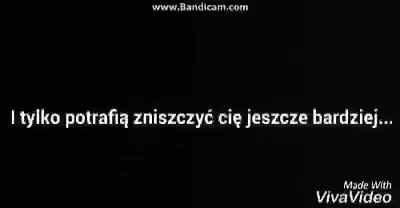 www.Bandicam.com
I tylko potrafią zniszczyć cię jeszcze bardziej...
Made With
VivaVideo